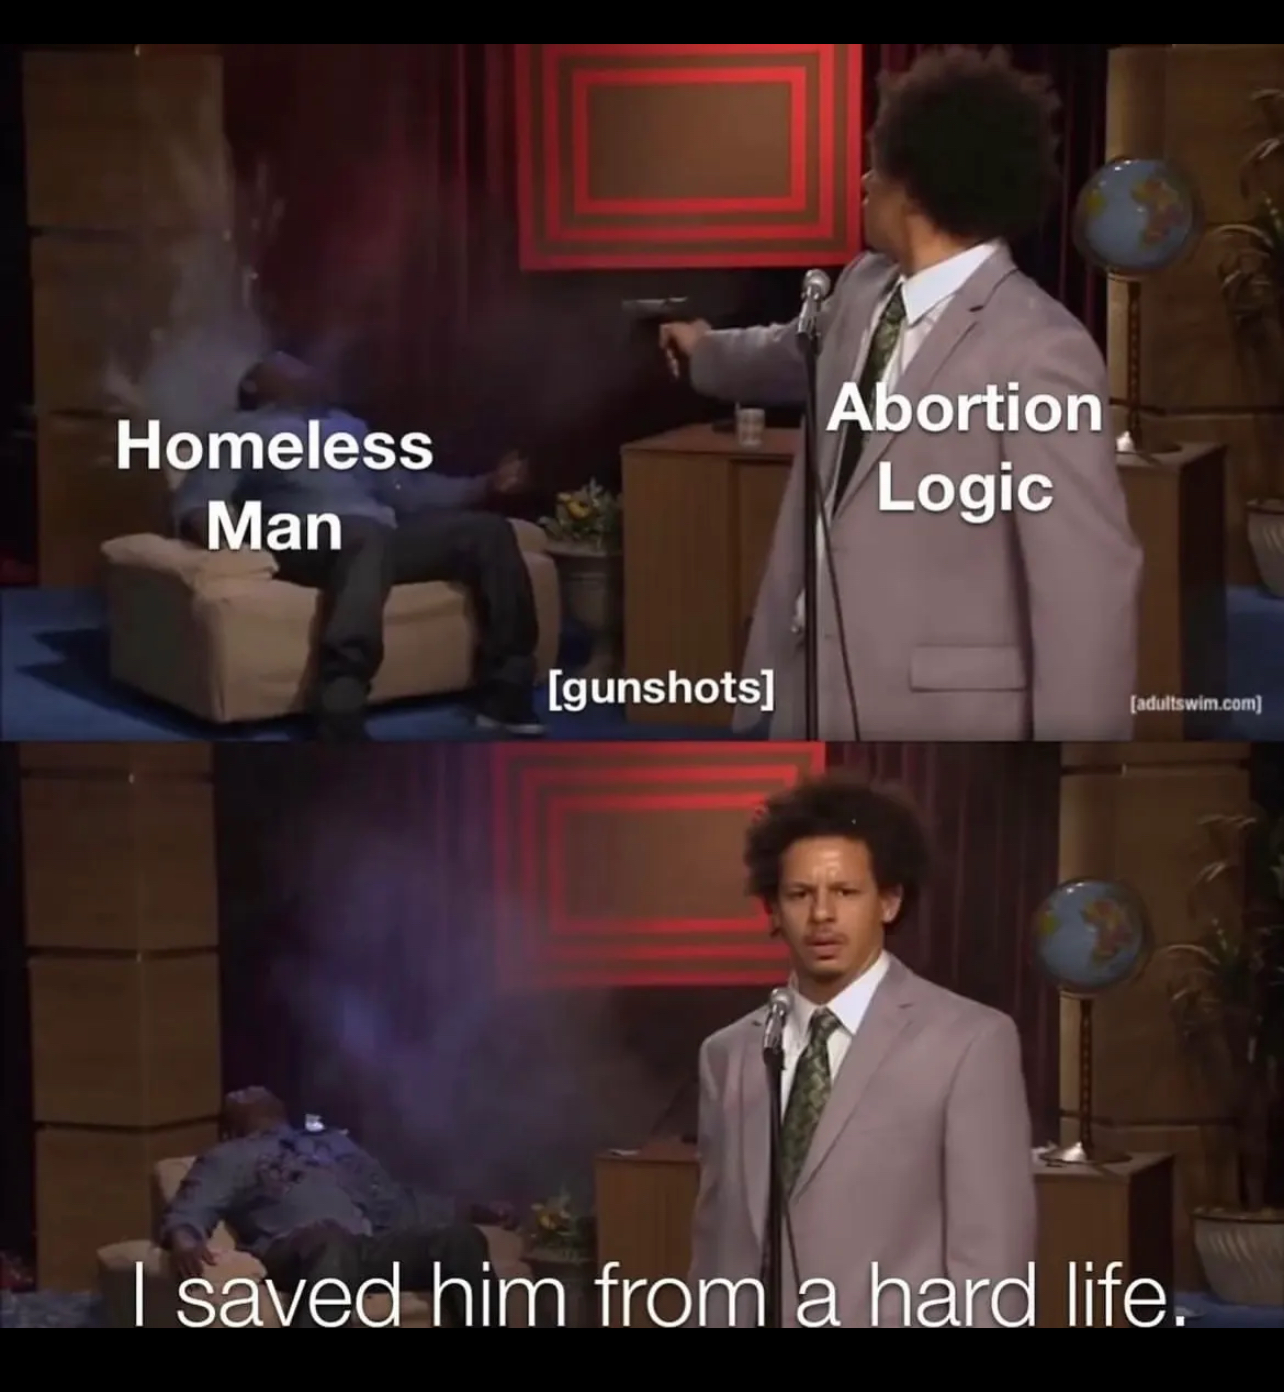 Abortion
Logic
Homeless
Man
[gunshots]
[adultswim.com]
I saved him from a hard life.